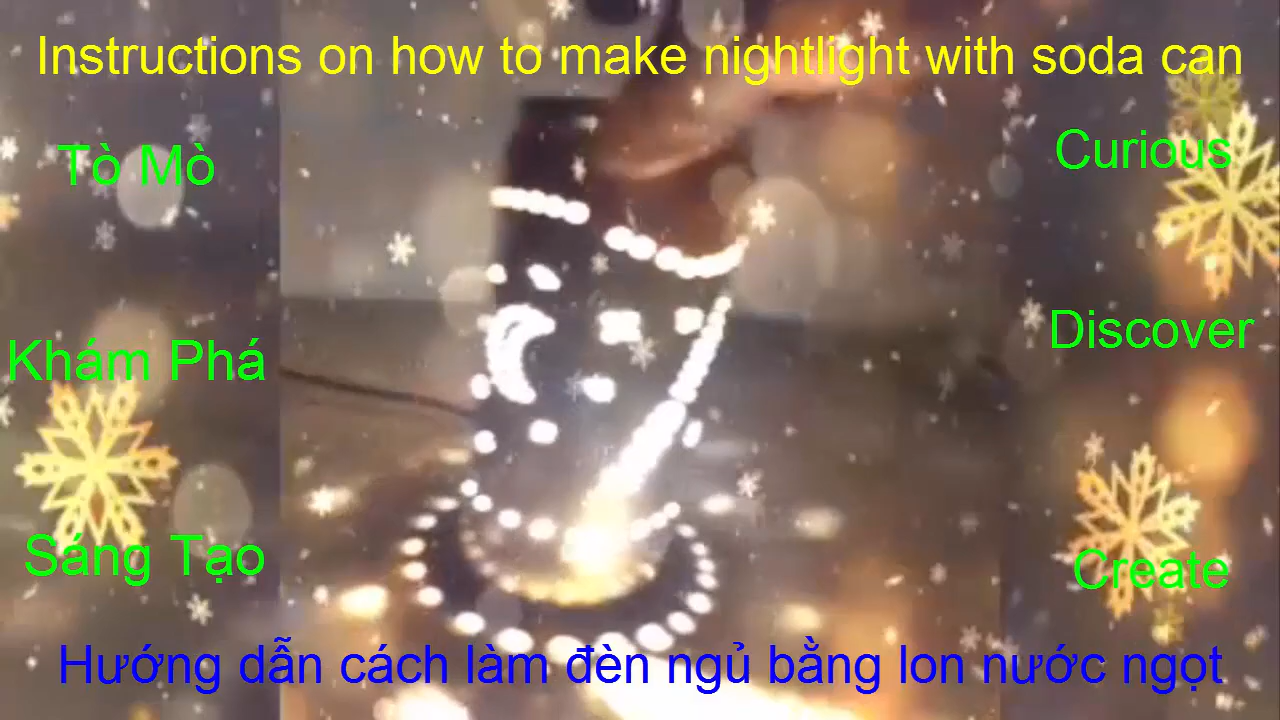 Instructions on how to make nightlight with soda can
Tò Mò
Curious
Khám Phá
Discover
Sáng Tạo
Create
Hướng dẫn cách làm đèn ngủ bằng lon nước ngọt